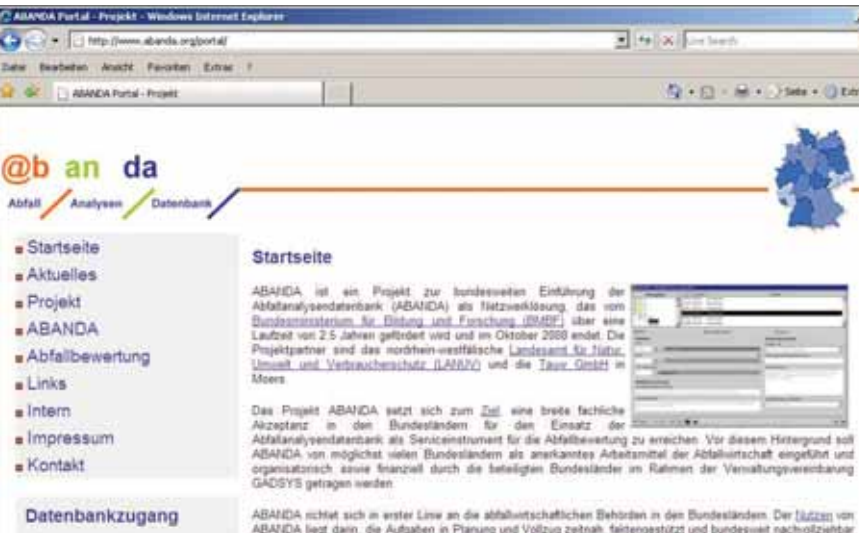 ABANDA Portal - Projekt - Windows Internet Explorer
http://www.abanda.org/portal/
Live Search
Datei Bearbeiten Ansicht Favoriten Extras ?
ABANDA Portal - Projekt
Seite Extr
@b an da
Abfall Analysen Datenbank
Startseite
Aktuelles
Projekt
ABANDA
Abfallbewertung
Links
Intern
Impressum
Kontakt
Datenbankzugang
Startseite
ABANDA ist ein Projekt zur bundesweiten Einführung der
Abfallanalysendatenbank (ABANDA) als Netzwerklösung, das vom
Bundesministerium für Bildung und Forschung (BMBF) über eine
Laufzeit von 2.5 Jahren gefördert wird und im Oktober 2008 endet. Die
Projektpartner sind das nordrhein-westfälische Landesamt für Natur,
Umwelt und Verbraucherschutz (LANUV) und die Tauw GmbH in
Moers.
Das Projekt ABANDA setzt sich zum Ziel, eine breite fachliche
Akzeptanz in den Bundesländern für den Einsatz der
Abfallanalysendatenbank als Serviceinstrument für die Abfallbewertung zu erreichen. Vor diesem Hintergrund soll
ABANDA von möglichst vielen Bundesländern als anerkanntes Arbeitsmittel der Abfallwirtschaft eingeführt und
organisatorisch sowie finanziell durch die beteiligten Bundesländer im Rahmen der Verwaltungsvereinbarung
GADSYS getragen werden.
ABANDA richtet sich in erster Linie an die abfallwirtschaftlichen Behörden in den Bundesländern. Der Nutzen von
ABANDA liegt darin, die Aufgaben in Planung und Vollzug zeitnah, faktengestützt und bundesweit nachvollziehbar